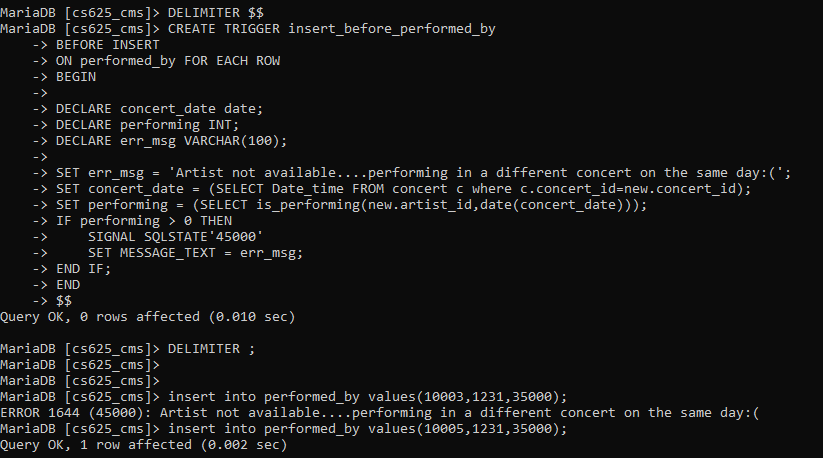 MariaDB [cs625_cms]> DELIMITER $$
MariaDB [cs625_cms]> CREATE TRIGGER insert_before_performed_by
    -> BEFORE INSERT
    -> ON performed_by FOR EACH ROW
    -> BEGIN
    ->
    -> DECLARE concert_date date;
    -> DECLARE performing INT;
    -> DECLARE err_msg VARCHAR(100);
    ->
    -> SET err_msg = 'Artist not available....performing in a different concert on the same day:(';
    -> SET concert_date = (SELECT Date_time FROM concert c where c.concert_id=new.concert_id);
    -> SET performing = (SELECT is_performing(new.artist_id,date(concert_date)));
    -> IF performing > 0 THEN
    ->     SIGNAL SQLSTATE'45000'
    ->     SET MESSAGE_TEXT = err_msg;
    -> END IF;
    -> END
    -> $$
Query OK, 0 rows affected (0.010 sec)

MariaDB [cs625_cms]> DELIMITER ;
MariaDB [cs625_cms]>
MariaDB [cs625_cms]>
MariaDB [cs625_cms]> insert into performed_by values(10003,1231,35000);
ERROR 1644 (45000): Artist not available....performing in a different concert on the same day:(
MariaDB [cs625_cms]> insert into performed_by values(10005,1231,35000);
Query OK, 1 row affected (0.002 sec)